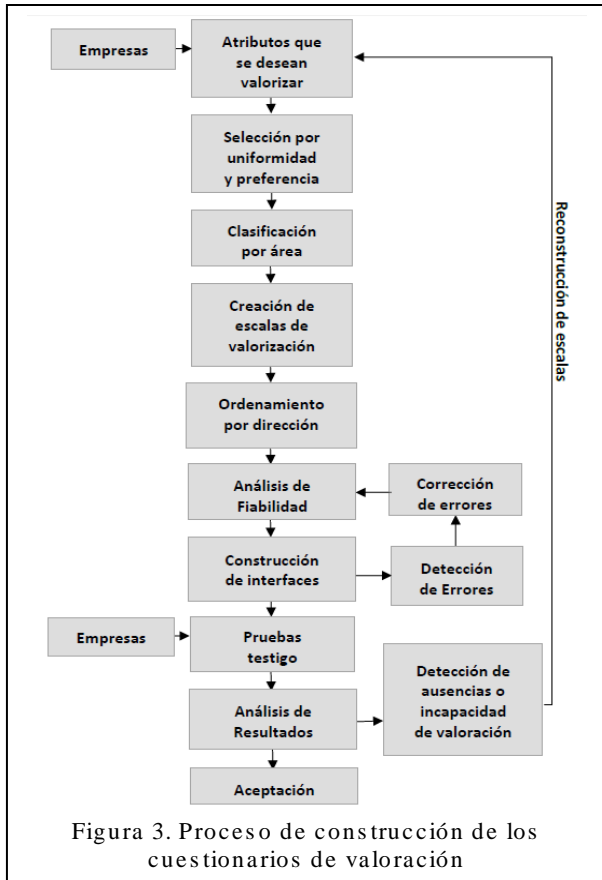 Empresas
Atributos que
se desean
valorizar
Selección por
uniformidad
y preferencia
Clasificación
por área
Creación de
escalas de
valorización
Ordenamiento
por dirección
Análisis de
Fiabilidad
Corrección
de errores
Construcción
de interfaces
Detección
de Errores
Empresas
Pruebas
testigo
Análisis de
Resultados
Detección de
ausencias o
incapacidad
de valoración
Aceptación
Reconstrucción de escalas
Figura 3. Proceso de construcción de los
cuestionarios de valoración